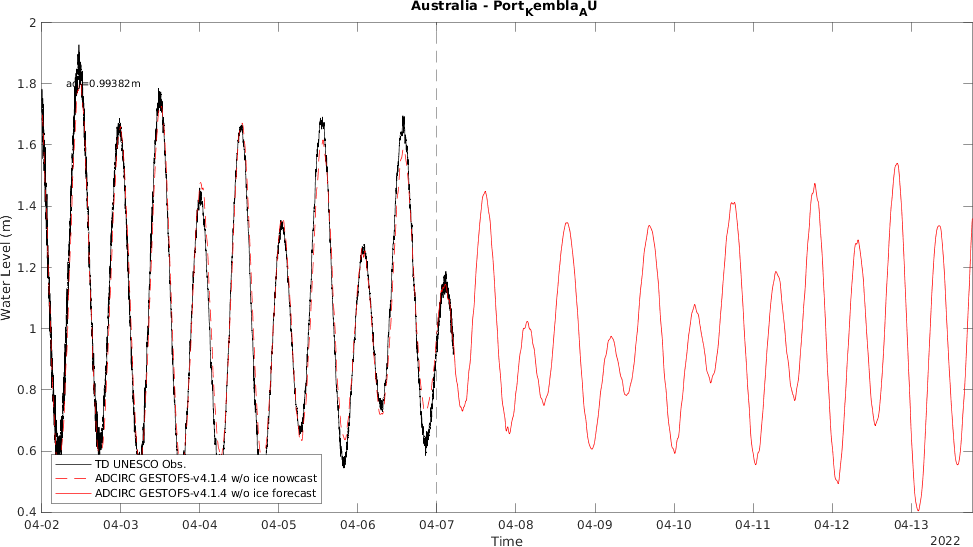 Australia - PortKemblaAU
2
1.8
1.6
1.4
1.2
1
0.8
0.6
0.4
=0.99382m
Water Level (m)
TD UNESCO Obs.
ADCIRC GESTOFS-v4.1.4 w/o ice nowcast
ADCIRC GESTOFS-v4.1.4 w/o ice forecast
04-02 04-03 04-04 04-05 04-06 04-07 04-08 04-09 04-10 04-11 04-12 04-13
Time
2022